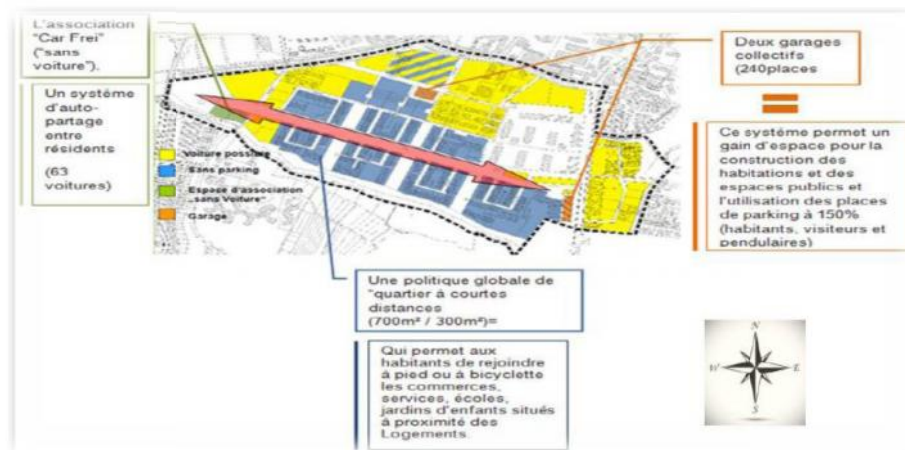 L'association
"Car Frei"
("sans
voiture").
Un système
d'auto-
partage
entre
résidents
(63
voitures)
Voiture possible
Sans parking
Espace d'association
„sans Voiture“
Garage
Deux garages
collectifs
(240places
Ce système permet un
gain d'espace pour la
construction des
habitations et des
espaces publics et
l'utilisation des places
de parking à 150%
(habitants, visiteurs et
pendulaires)
Une politique globale de
"quartier à courtes
distances
(700m² / 300m²)=
Qui permet aux
habitants de rejoindre
à pied ou à bicyclette
les commerces,
services, écoles,
jardins d'enfants situés
à proximité des
Logements.
N
W
E
S